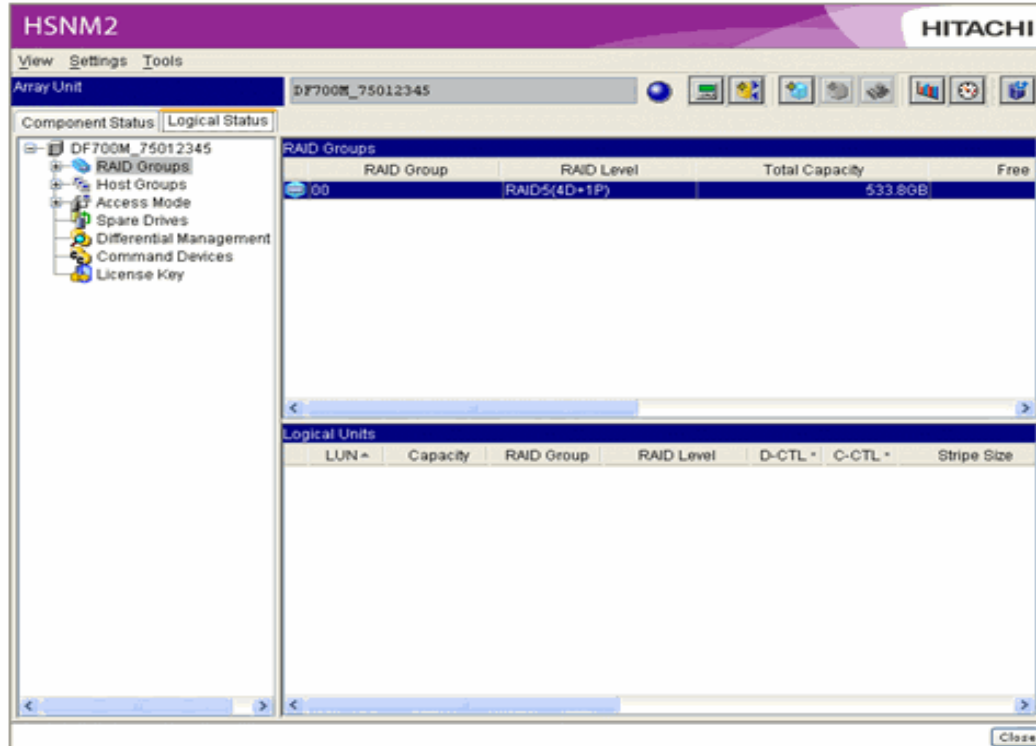 HSNM2 HITACHI
View Settings Tools
Array Unit DF700M_75012345
Component Status Logical Status
DF700M_75012345
RAID Groups
Host Groups
Access Mode
Spare Drives
Differential Management
Command Devices
License Key
RAID Groups
RAID Group RAID Level Total Capacity Free
00 RAID5(4D+1P) 533.8GB
Logical Units
LUN Capacity RAID Group RAID Level D-CTL * C-CTL * Stripe Size
Close